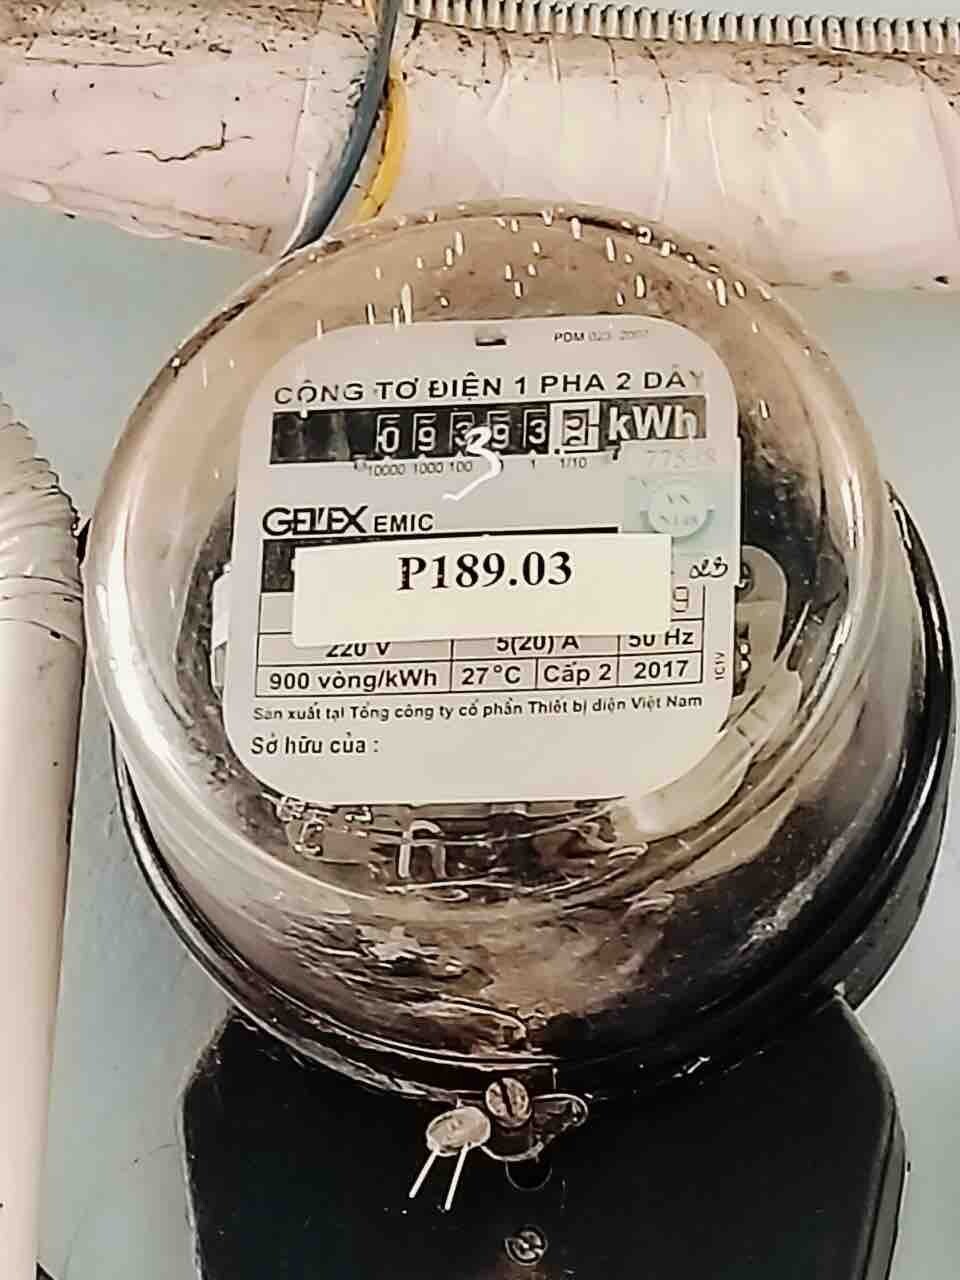 PDM 023-2007
CÔNG TƠ ĐIỆN 1 PHA 2 DÂY
0 9 3 9 3 kWh
10000 1000 100 1 1/10
3
GELEX EMIC
P189.03
9
220 V 5(20) A 50 Hz
900 vòng/kWh 27°C Cấp 2 2017
Sản xuất tại Tổng công ty cổ phần Thiết bị điện Việt Nam
Sở hữu của :